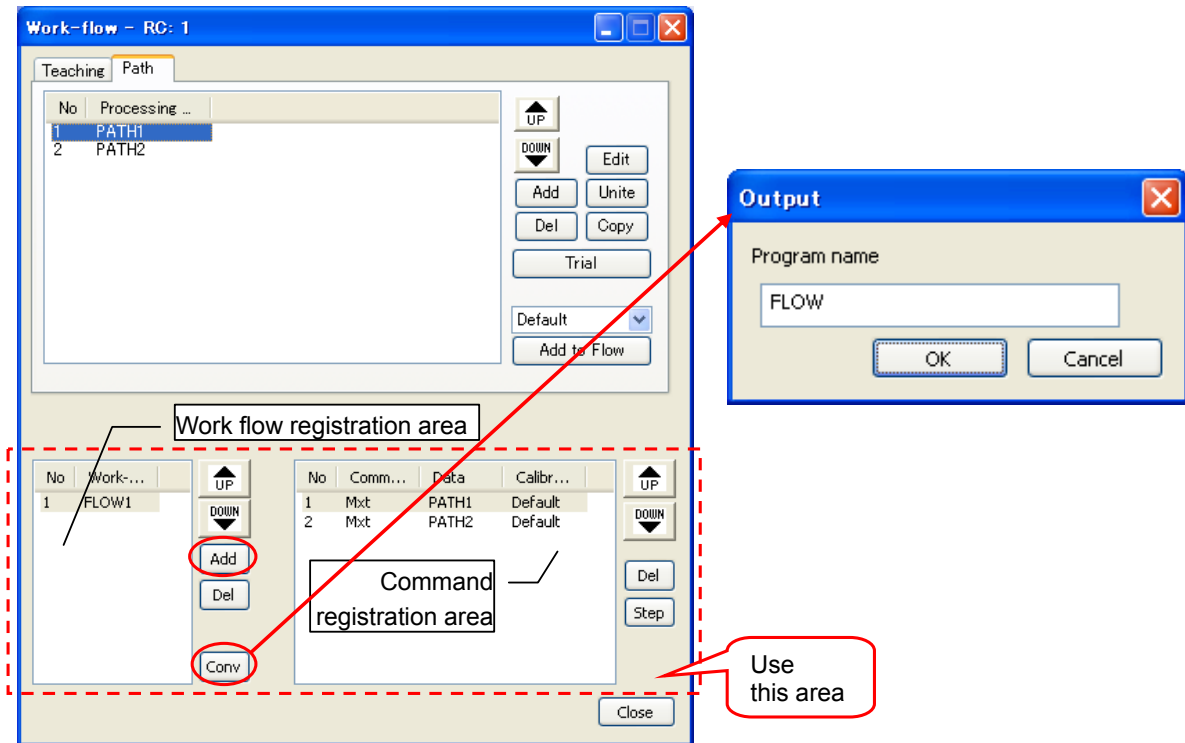 Work-flow - RC: 1
Teaching Path
No Processing ...
1 PATH1
2 PATH2
UP
DOWN
Edit
Add Unite
Del Copy
Trial
Default
Add to Flow
Output
Program name
FLOW
OK Cancel
Work flow registration area
No Work-...
1 FLOW1
UP
DOWN
Add
Del
Conv
No Comm... Data Calibr...
1 Mxt PATH1 Default
2 Mxt PATH2 Default
Command
registration area
UP
DOWN
Del
Step
Use
this area
Close